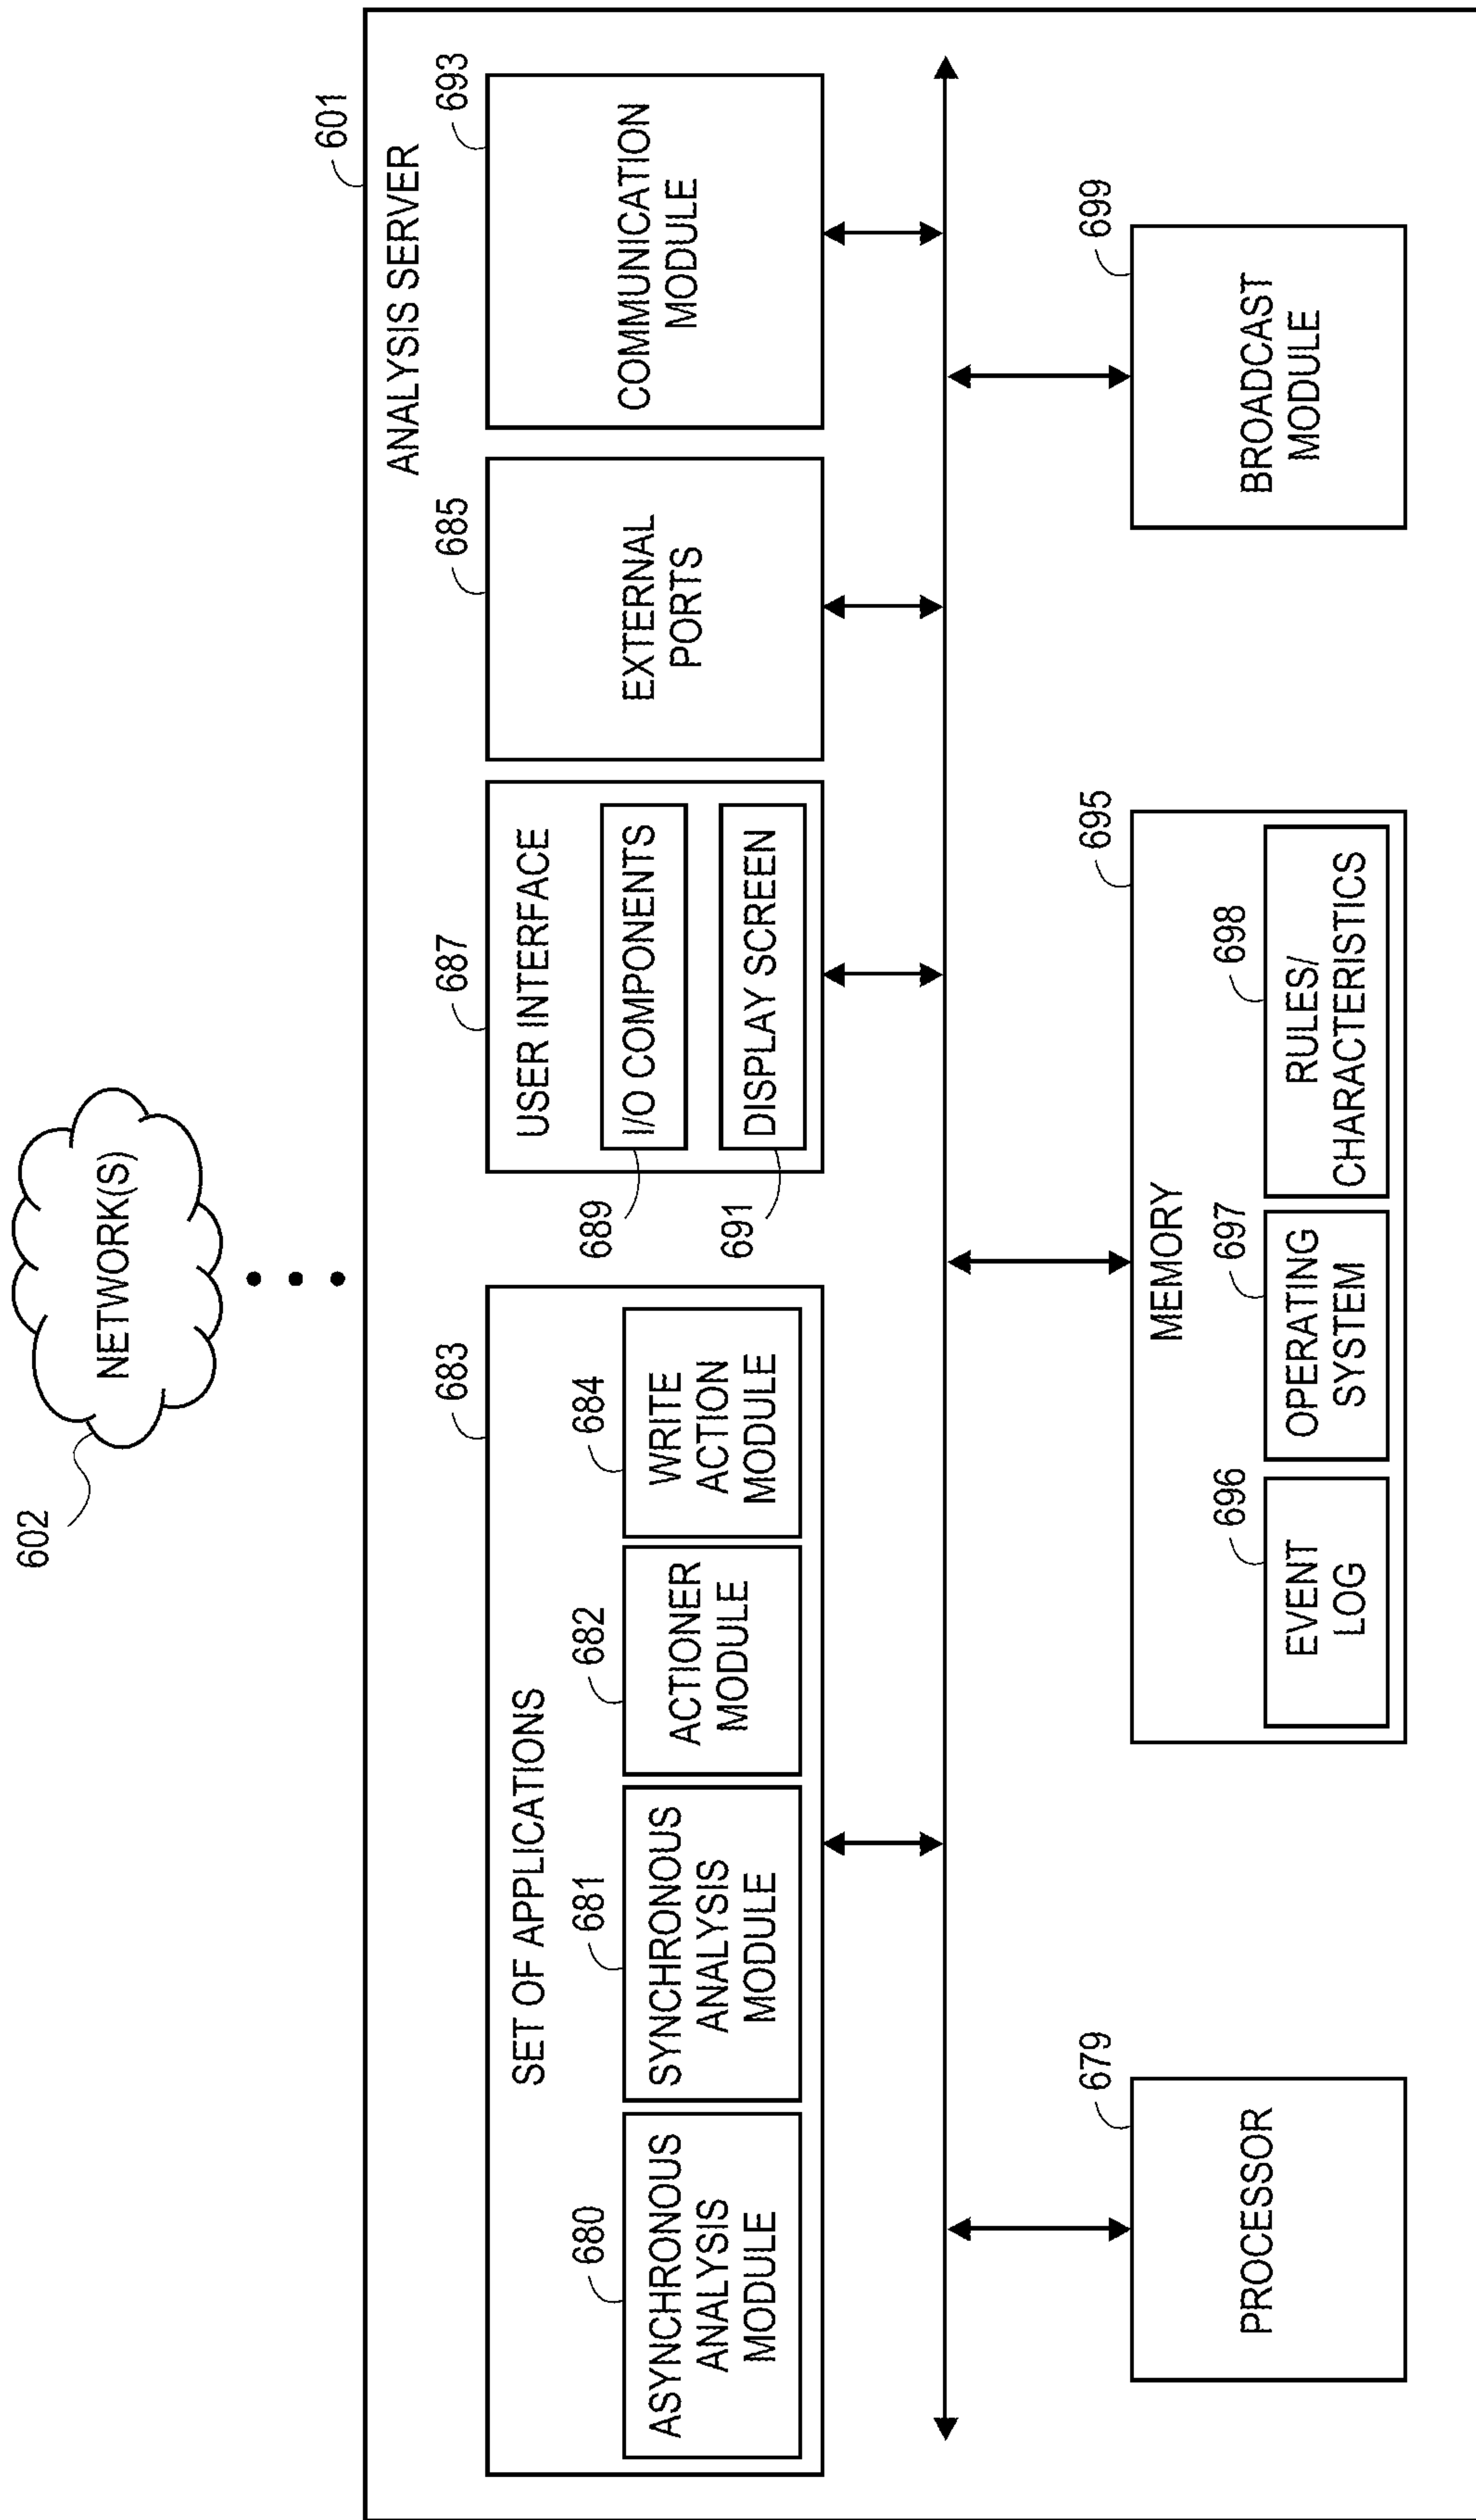 NETWORK(S)
602
601
ANALYSIS SERVER
683
SET OF APPLICATIONS
680
ASYNCHRONOUS
ANALYSIS
MODULE
681
SYNCHRONOUS
ANALYSIS
MODULE
682
ACTIONER
MODULE
684
WRITE
ACTION
MODULE
687
USER INTERFACE
689
I/O COMPONENTS
691
DISPLAY SCREEN
685
EXTERNAL
PORTS
693
COMMUNICATION
MODULE
679
PROCESSOR
695
MEMORY
696
EVENT
LOG
697
OPERATING
SYSTEM
698
RULES/
CHARACTERISTICS
699
BROADCAST
MODULE